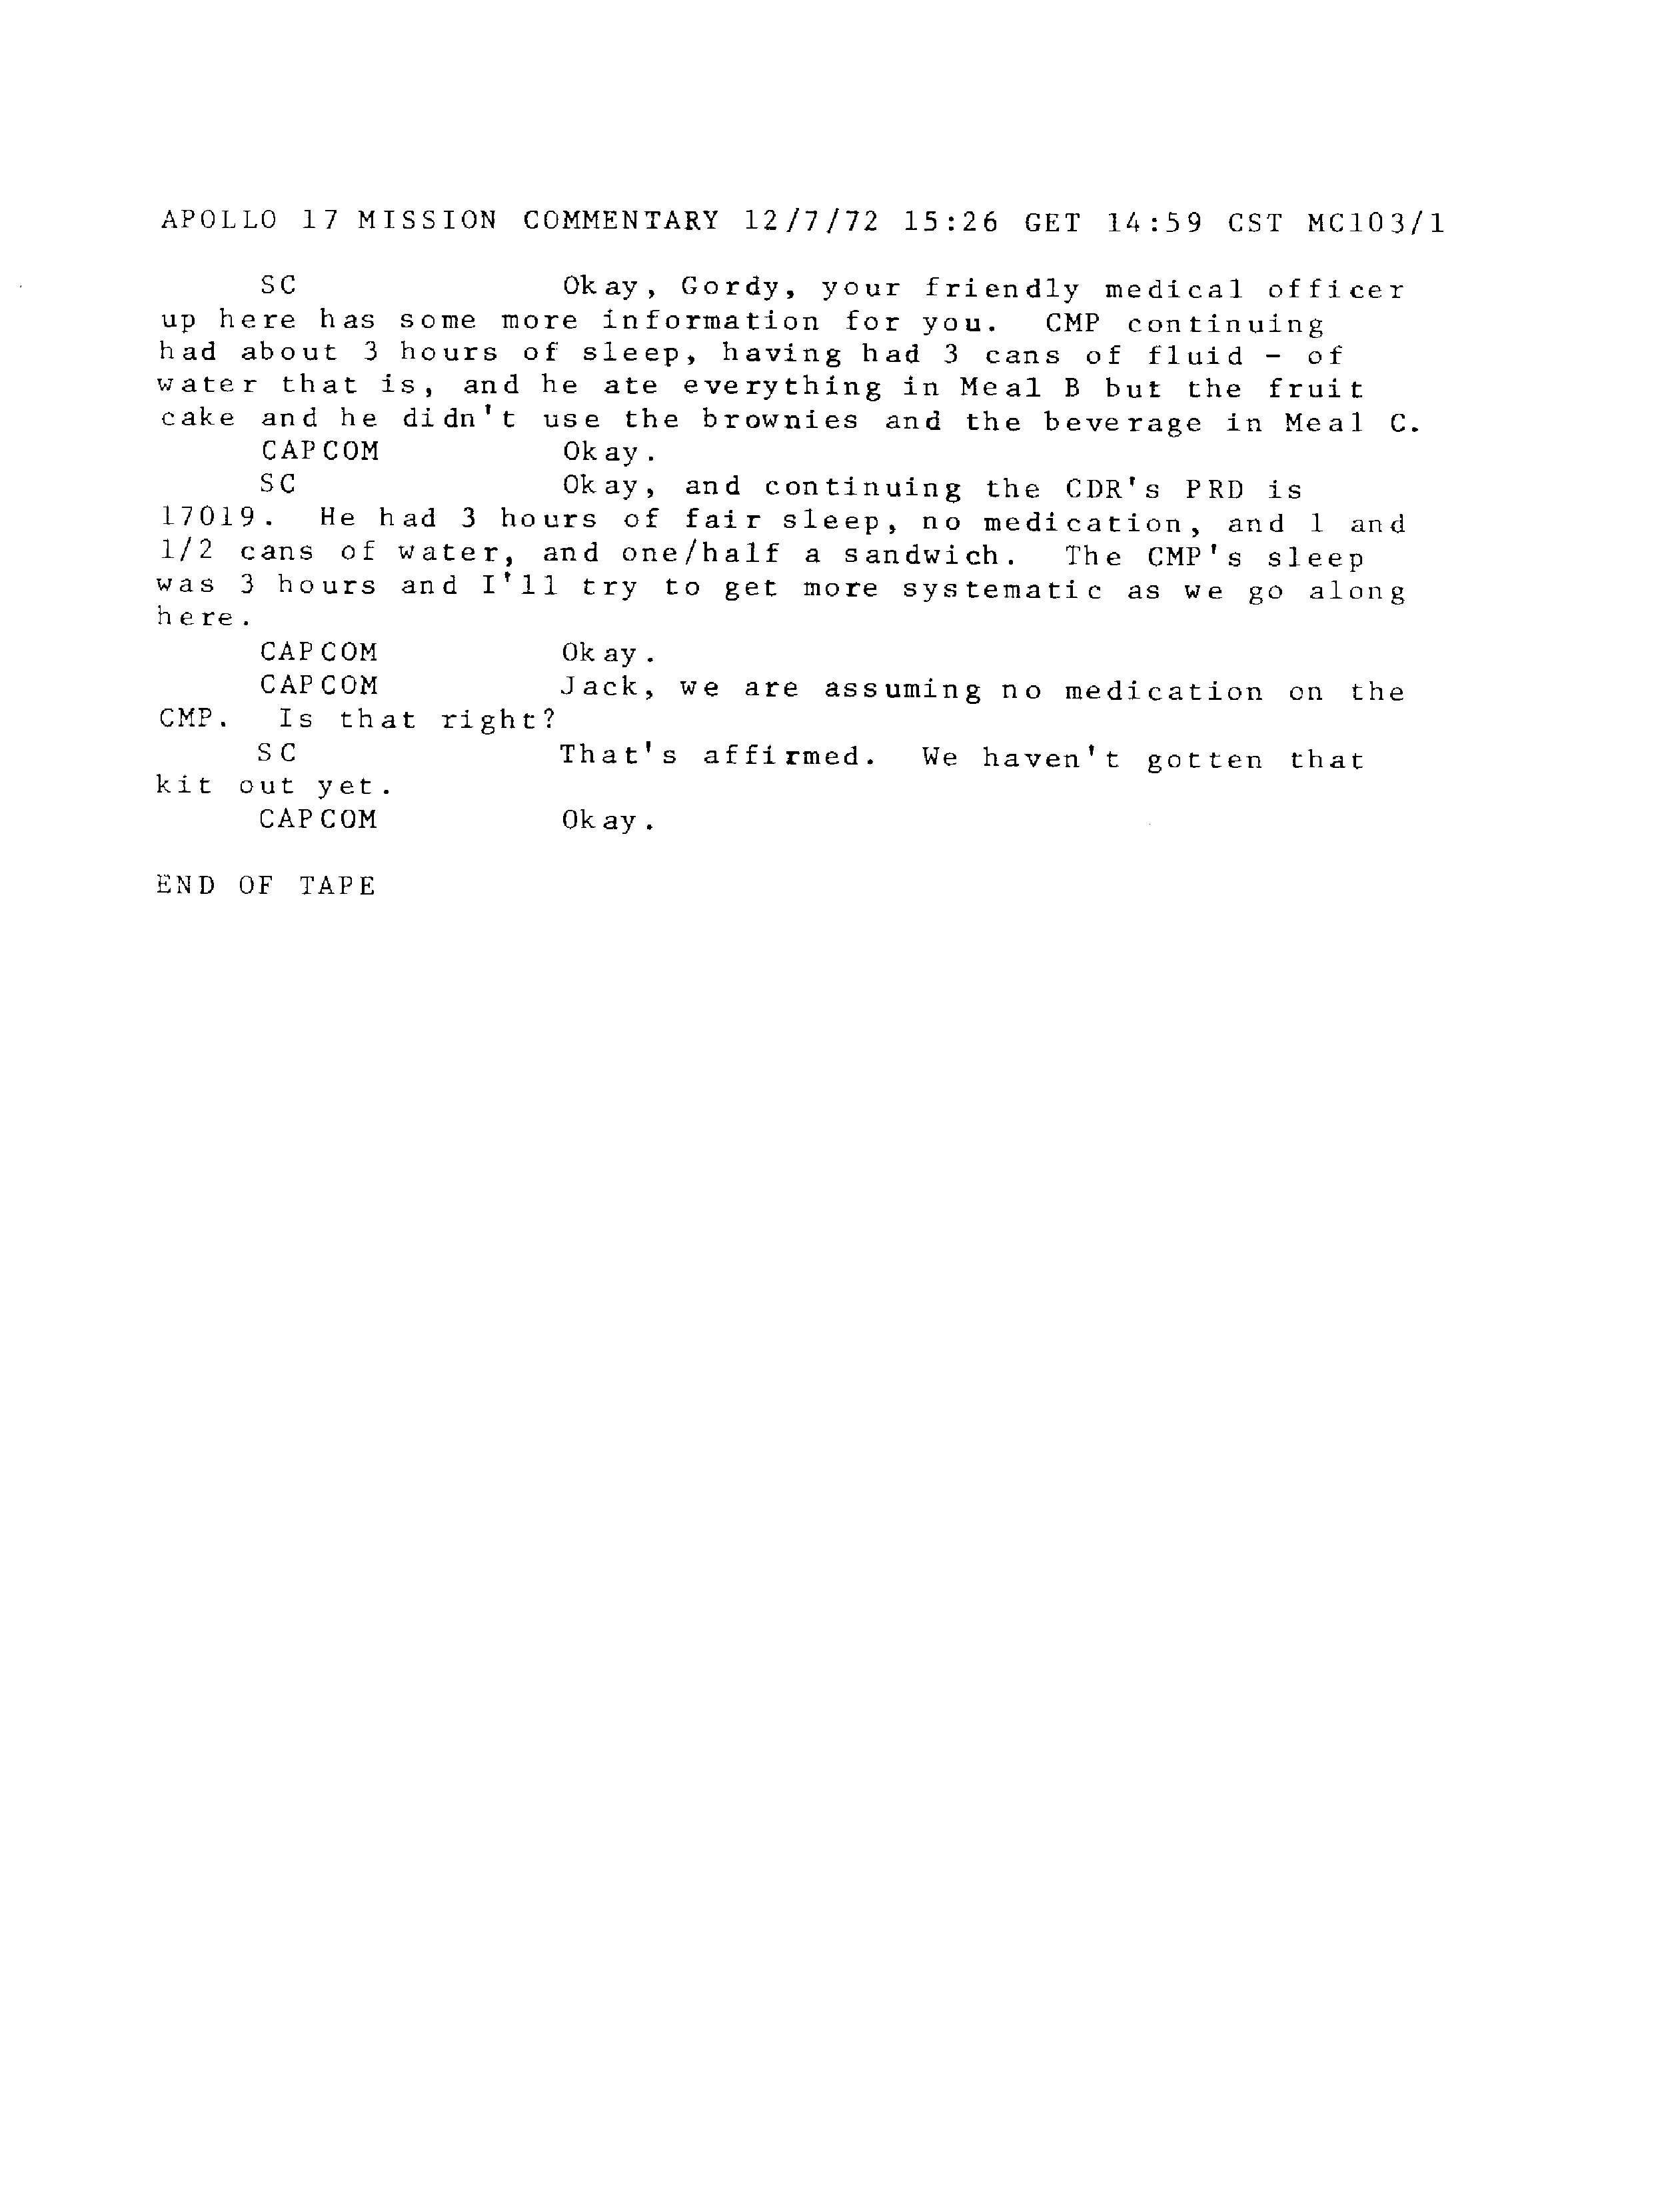 APOLLO 17 MISSION COMMENTARY 12/7/72 15:26 GET 14:59 CST MC103/1
SC Okay, Gordy, your friendly medical officer
up here has some more information for you. CMP continuing
had about 3 hours of sleep, having had 3 cans of fluid - of
water that is, and he ate everything in Meal B but the fruit
cake and he didn't use the brownies and the beverage in Meal C.
CAPCOM Okay.
SC Okay, and continuing the CDR's PRD is
17019. He had 3 hours of fair sleep, no medication, and 1 and
1/2 cans of water, and one/half a sandwich. The CMP's sleep
was 3 hours and I'll try to get more systematic as we go along
here.
CAPCOM Okay.
CAPCOM Jack, we are assuming no medication on the
CMP. Is that right?
SC That's affirmed. We haven't gotten that
kit out yet.
CAPCOM Okay.
END OF TAPE